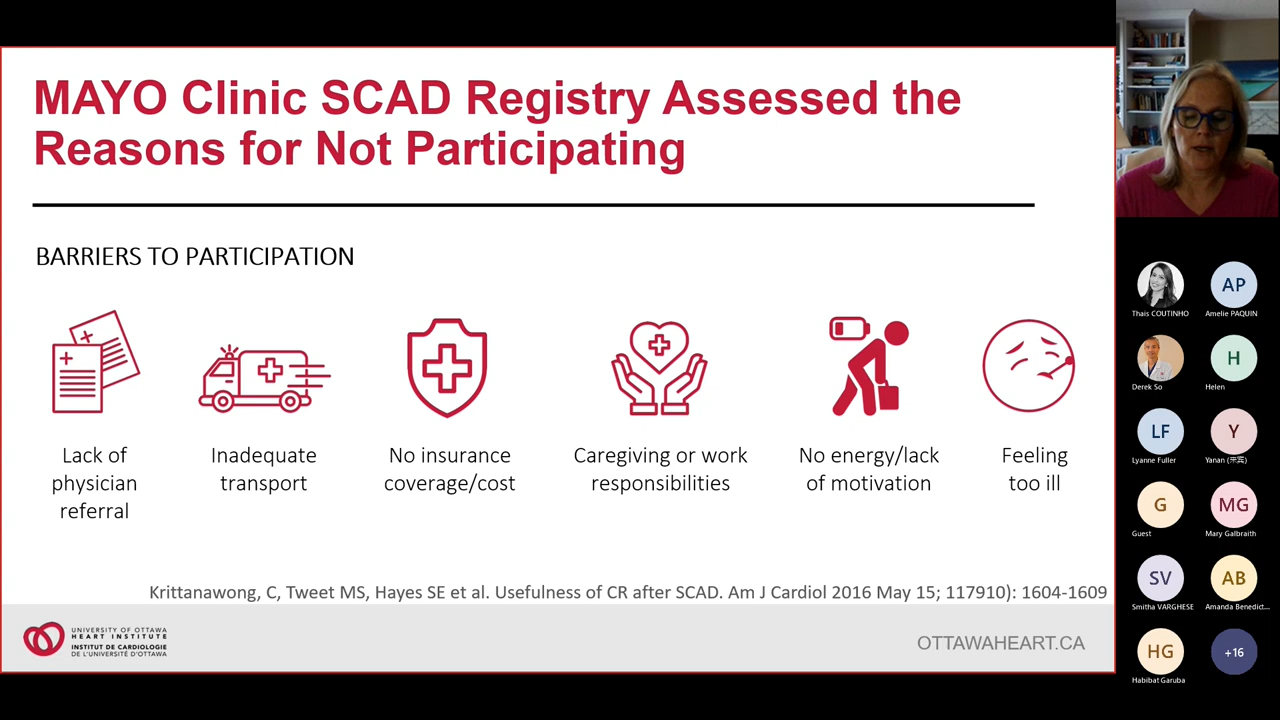 MAYO Clinic SCAD Registry Assessed the
Reasons for Not Participating
BARRIERS TO PARTICIPATION
Lack of
physician
referral
Inadequate
transport
No insurance
coverage/cost
Caregiving or work
responsibilities
No energy/lack
of motivation
Feeling
too ill
Krittanawong, C, Tweet MS, Hayes SE et al. Usefulness of CR after SCAD. Am J Cardiol 2016 May 15; 117910): 1604-1609
UNIVERSITY OF OTTAWA
HEART INSTITUTE
INSTITUT DE CARDIOLOGIE
DE L'UNIVERSITÉ D'OTTAWA
OTTAWAHEART.CA
Thais COUTINHO
AP
Amelie PAQUIN
Derek So
H
Helen
LF
Lyanne Fuller
Y
Yanan
G
Guest
MG
Mary Galbraith
SV
Smitha VARGHESE
AB
Amanda Benedict...
HG
Habibat Garuba
+16